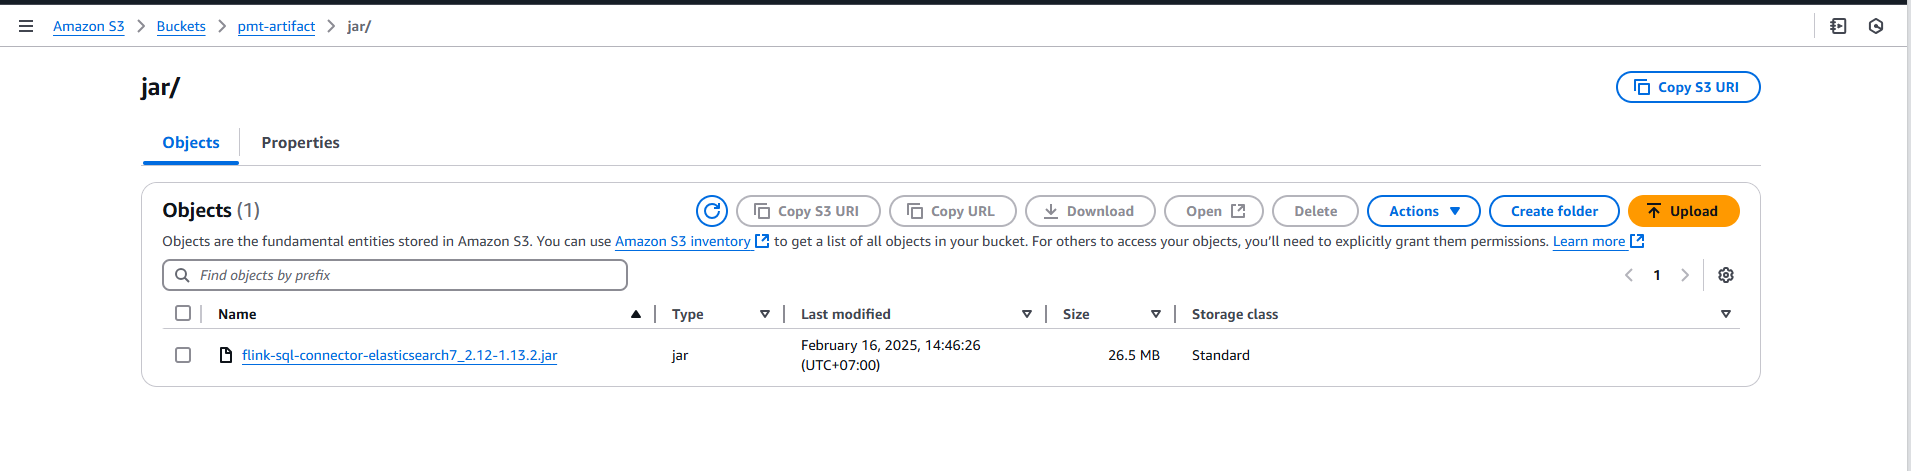 Amazon S3 > Buckets > pmt-artifact > jar/
jar/
Copy S3 URI
Objects
Properties
Objects (1)
Copy S3 URI
Copy URL
Download
Open
Delete
Actions
Create folder
Upload
Objects are the fundamental entities stored in Amazon S3. You can use Amazon S3 inventory to get a list of all objects in your bucket. For others to access your objects, you'll need to explicitly grant them permissions. Learn more
Find objects by prefix
1
Name
Type
Last modified
Size
Storage class
flink-sql-connector-elasticsearch7_2.12-1.13.2.jar
jar
February 16, 2025, 14:46:26
(UTC+07:00)
26.5 MB
Standard